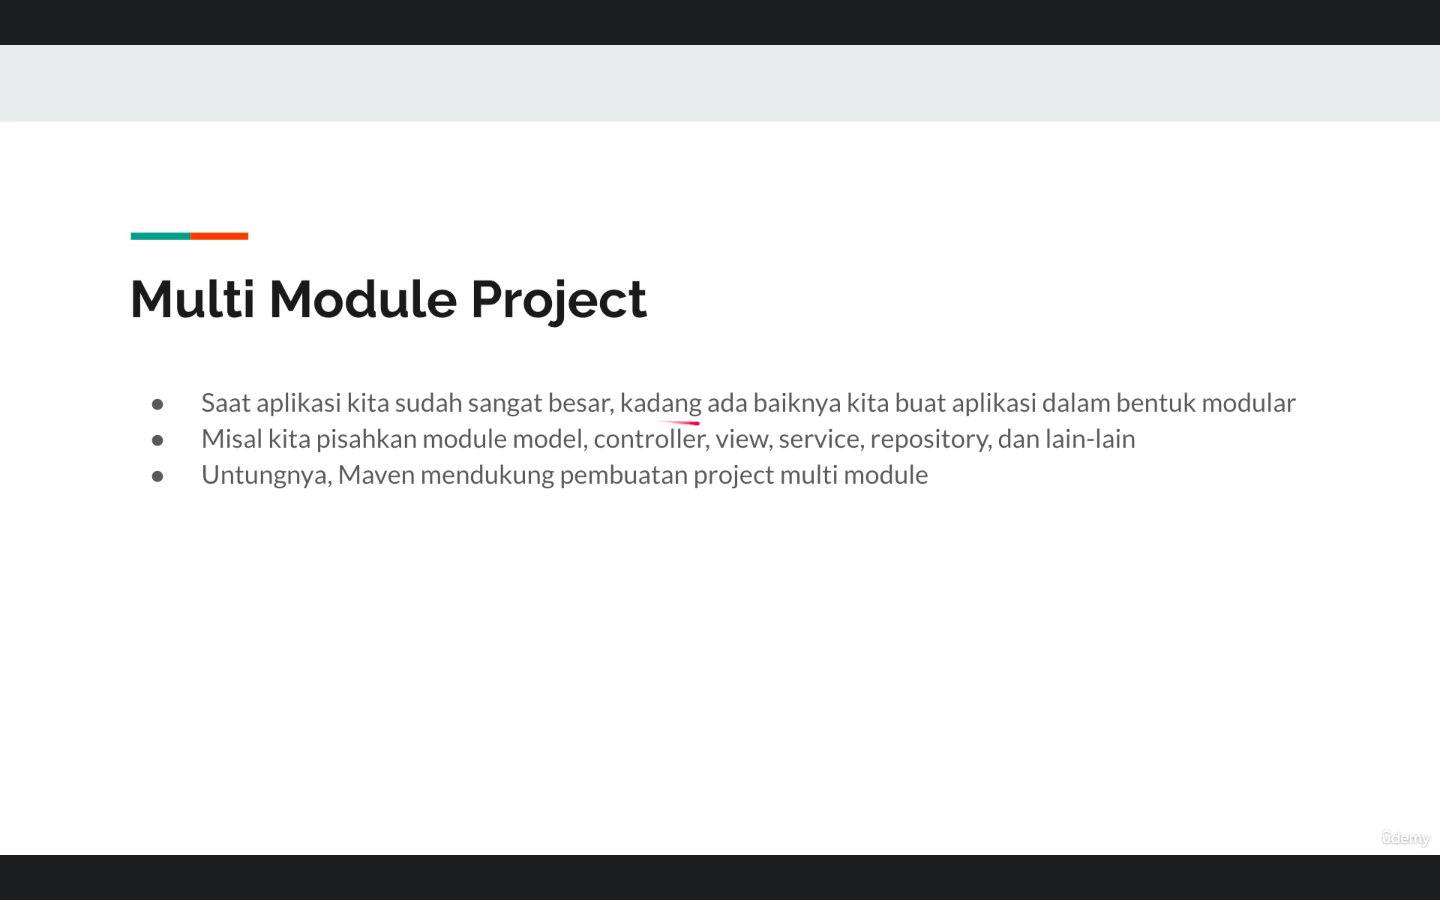 Multi Module Project
● Saat aplikasi kita sudah sangat besar, kadang ada baiknya kita buat aplikasi dalam bentuk modular
● Misal kita pisahkan module model, controller, view, service, repository, dan lain-lain
● Untungnya, Maven mendukung pembuatan project multi module
ûdemy